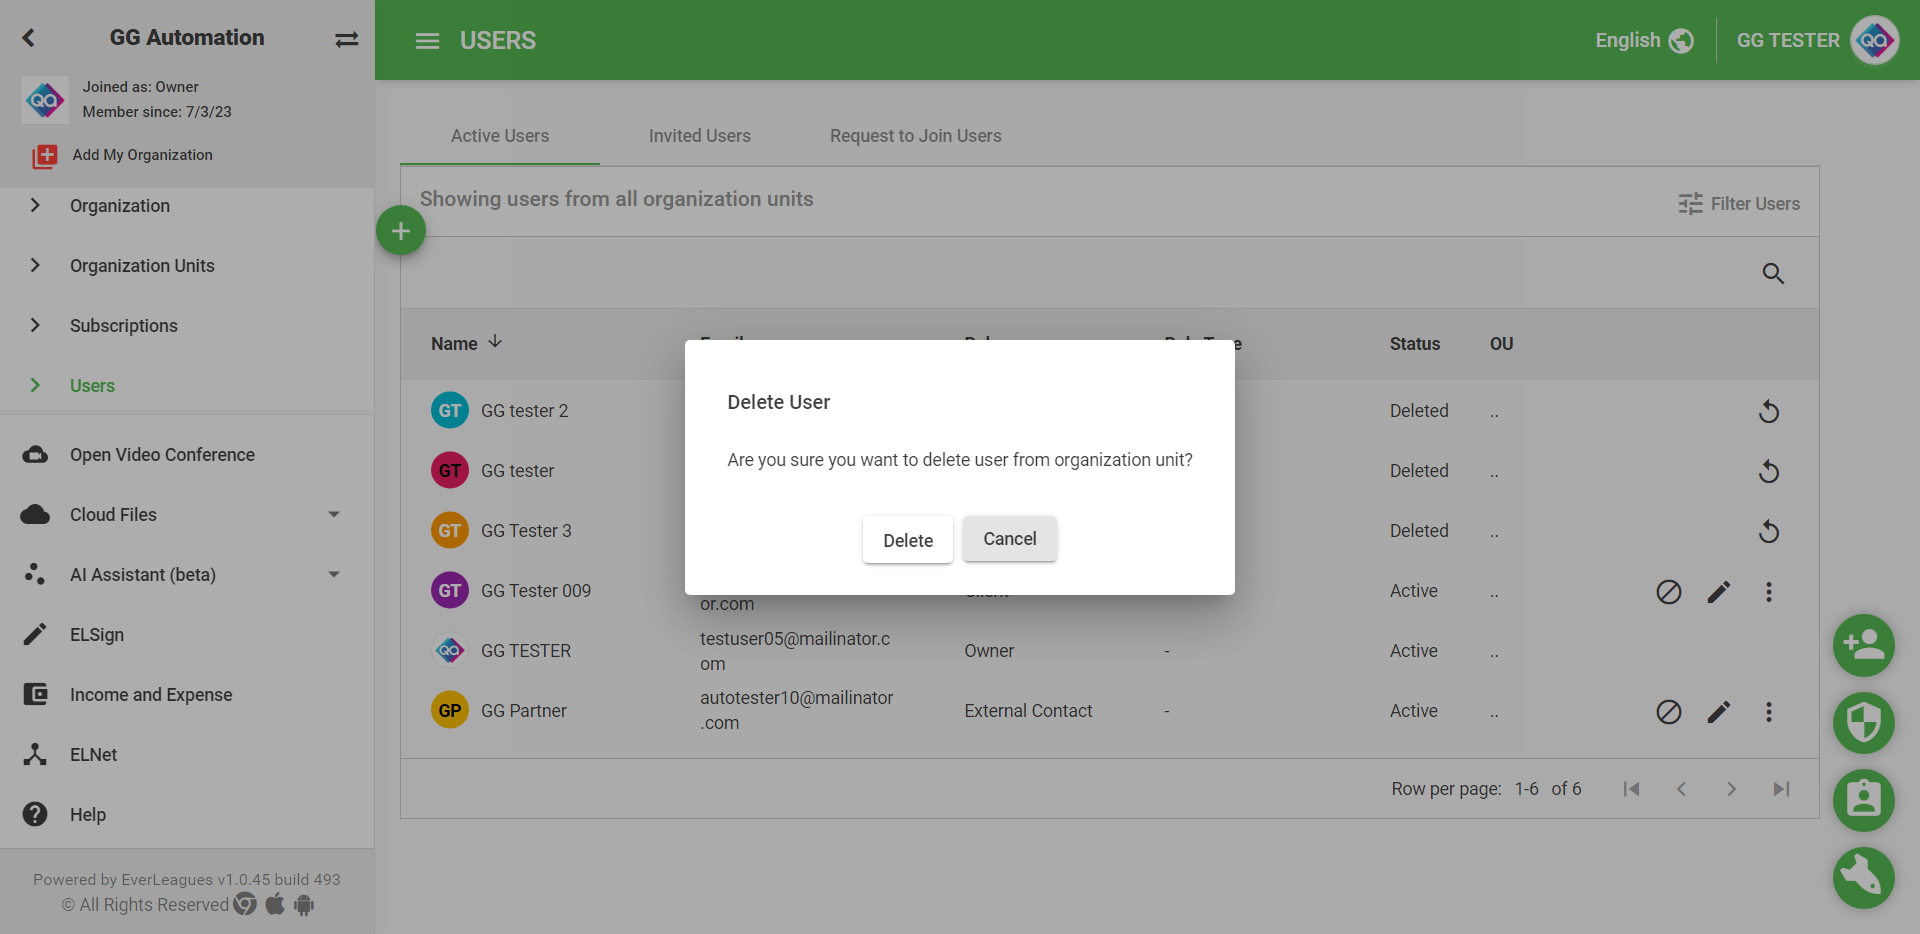 GG Automation
Joined as: Owner
Member since: 7/3/23
Add My Organization
Organization
Organization Units
Subscriptions
Users
Open Video Conference
Cloud Files
AI Assistant (beta)
ELSign
Income and Expense
ELNet
Help
Powered by EverLeagues v1.0.45 build 493
© All Rights Reserved
USERS
English
GG TESTER
Active Users
Invited Users
Request to Join Users
Showing users from all organization units
Filter Users
Name
Status
OU
GT GG tester 2 Deleted ..
GT GG tester Deleted ..
GT GG Tester 3 Deleted ..
GT GG Tester 009 or.com Active ..
GG TESTER testuser05@mailinator.c
om Owner - Active ..
GP GG Partner autotester10@mailinator
.com External Contact - Active ..
Row per page: 1-6 of 6
Delete User
Are you sure you want to delete user from organization unit?
Delete
Cancel